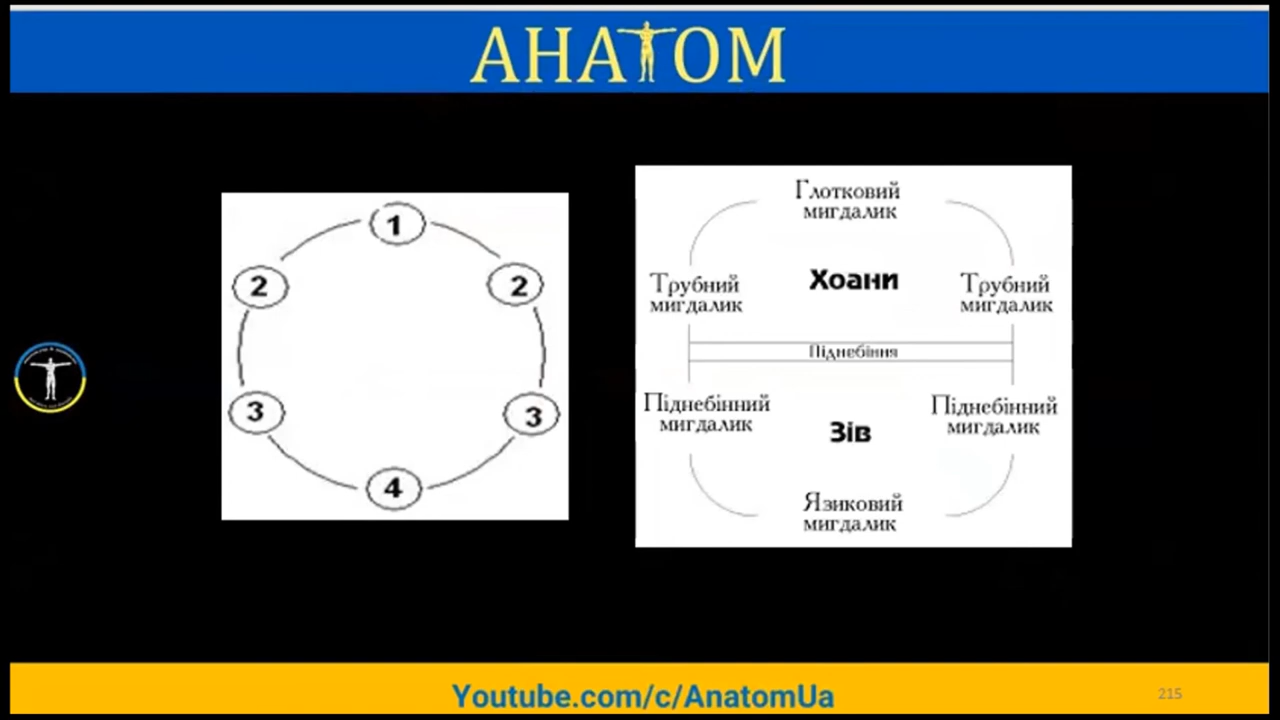 АНАТОМ
1
2
2
3
3
4
Глотковий
мигдалик
Трубний
мигдалик
Хоани
Трубний
мигдалик
Піднебіння
Піднебінний
мигдалик
Зів
Піднебінний
мигдалик
Язиковий
мигдалик
Youtube.com/c/AnatomUa
215